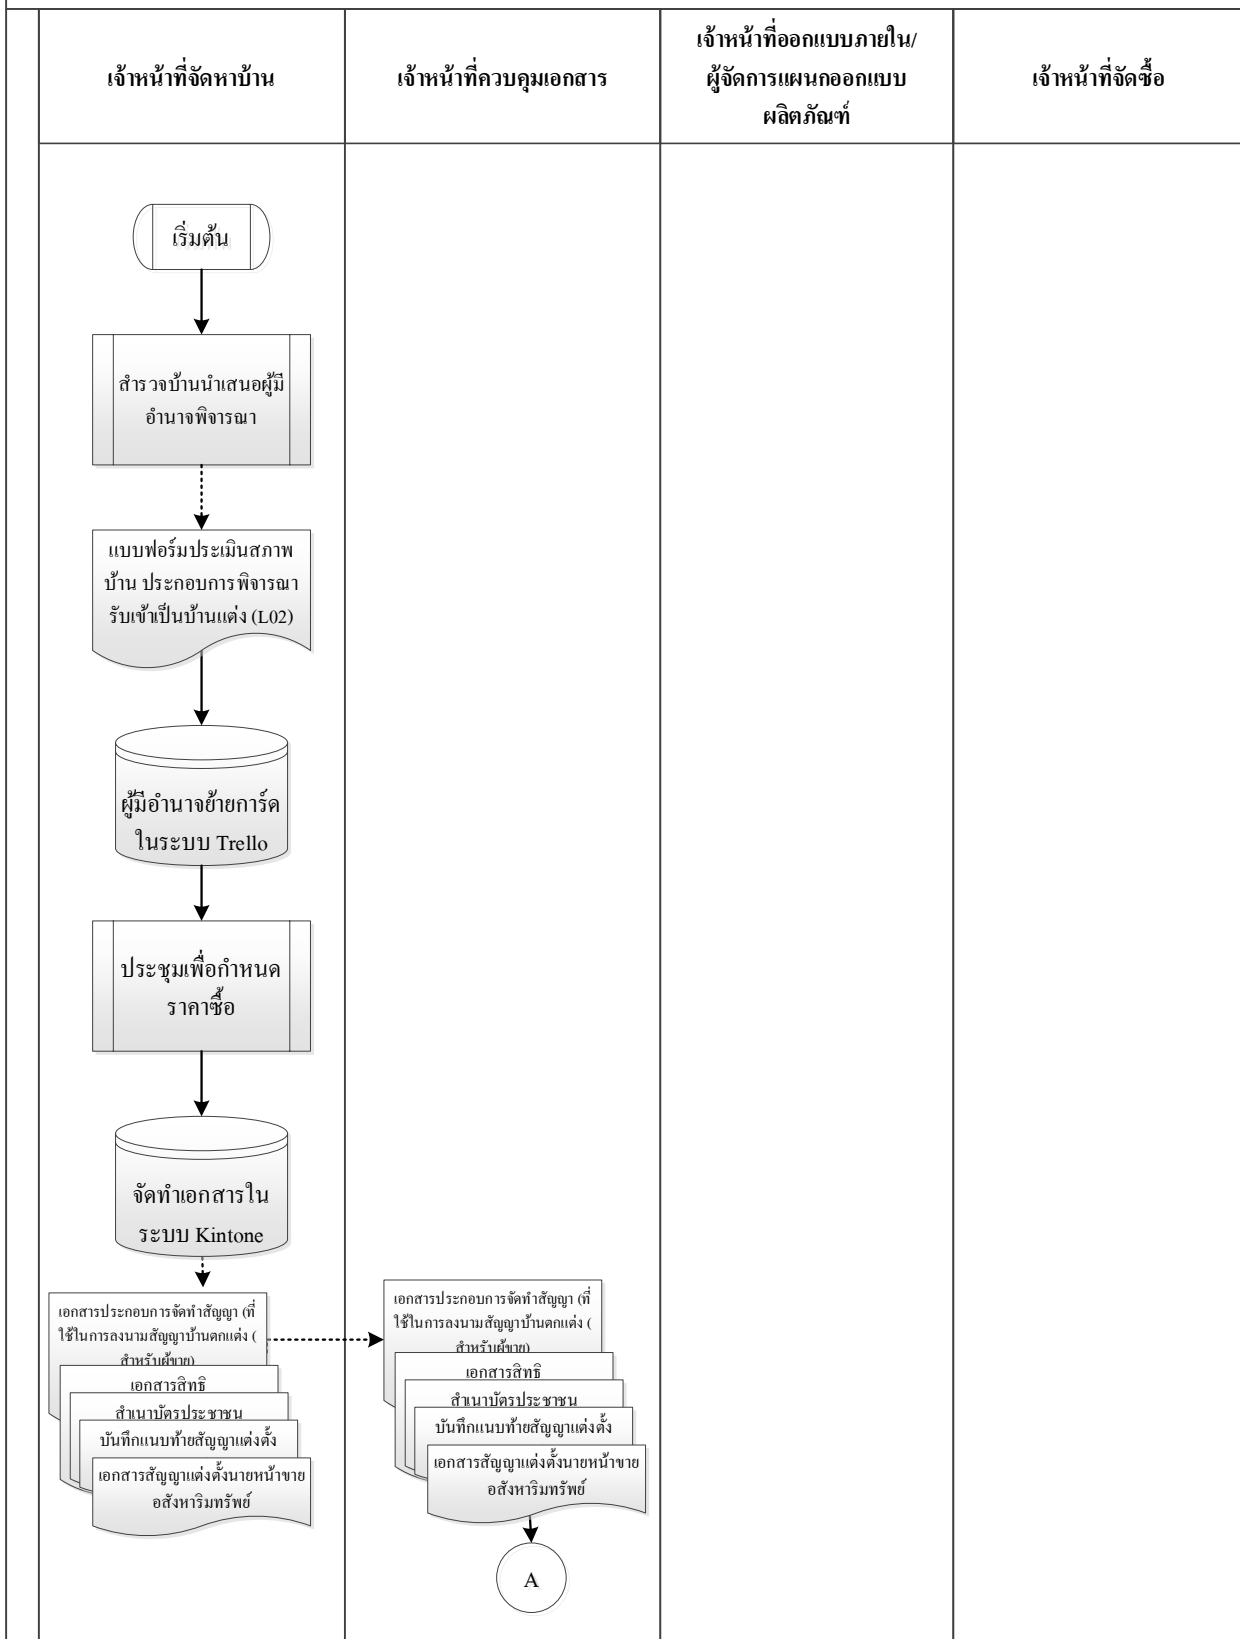 เจ้าหน้าที่จัดหาบ้าน
เจ้าหน้าที่ควบคุมเอกสาร
เจ้าหน้าที่ออกแบบภายใน/
ผู้จัดการแผนกออกแบบ
ผลิตภัณฑ์
เจ้าหน้าที่จัดซื้อ
เริ่มต้น
สำรวจบ้านนำเสนอผู้มี
อำนาจพิจารณา
แบบฟอร์มประเมินสภาพ
บ้าน ประกอบการพิจารณา
รับเข้าเป็นบ้านแต่ง (L02)
ผู้มีอำนาจย้ายการ์ด
ในระบบ Trello
ประชุมเพื่อกำหนด
ราคาซื้อ
จัดทำเอกสารใน
ระบบ Kintone
เอกสารประกอบการจัดทำสัญญา (ที่
ใช้ในการลงนามสัญญาบ้านตกแต่ง (
สำหรับผู้ขาย)
เอกสารสิทธิ
สำเนาบัตรประชาชน
บันทึกแนบท้ายสัญญาแต่งตั้ง
เอกสารสัญญาแต่งตั้งนายหน้าขาย
อสังหาริมทรัพย์
เอกสารประกอบการจัดทำสัญญา (ที่
ใช้ในการลงนามสัญญาบ้านตกแต่ง (
สำหรับผู้ขาย)
เอกสารสิทธิ
สำเนาบัตรประชาชน
บันทึกแนบท้ายสัญญาแต่งตั้ง
เอกสารสัญญาแต่งตั้งนายหน้าขาย
อสังหาริมทรัพย์
A